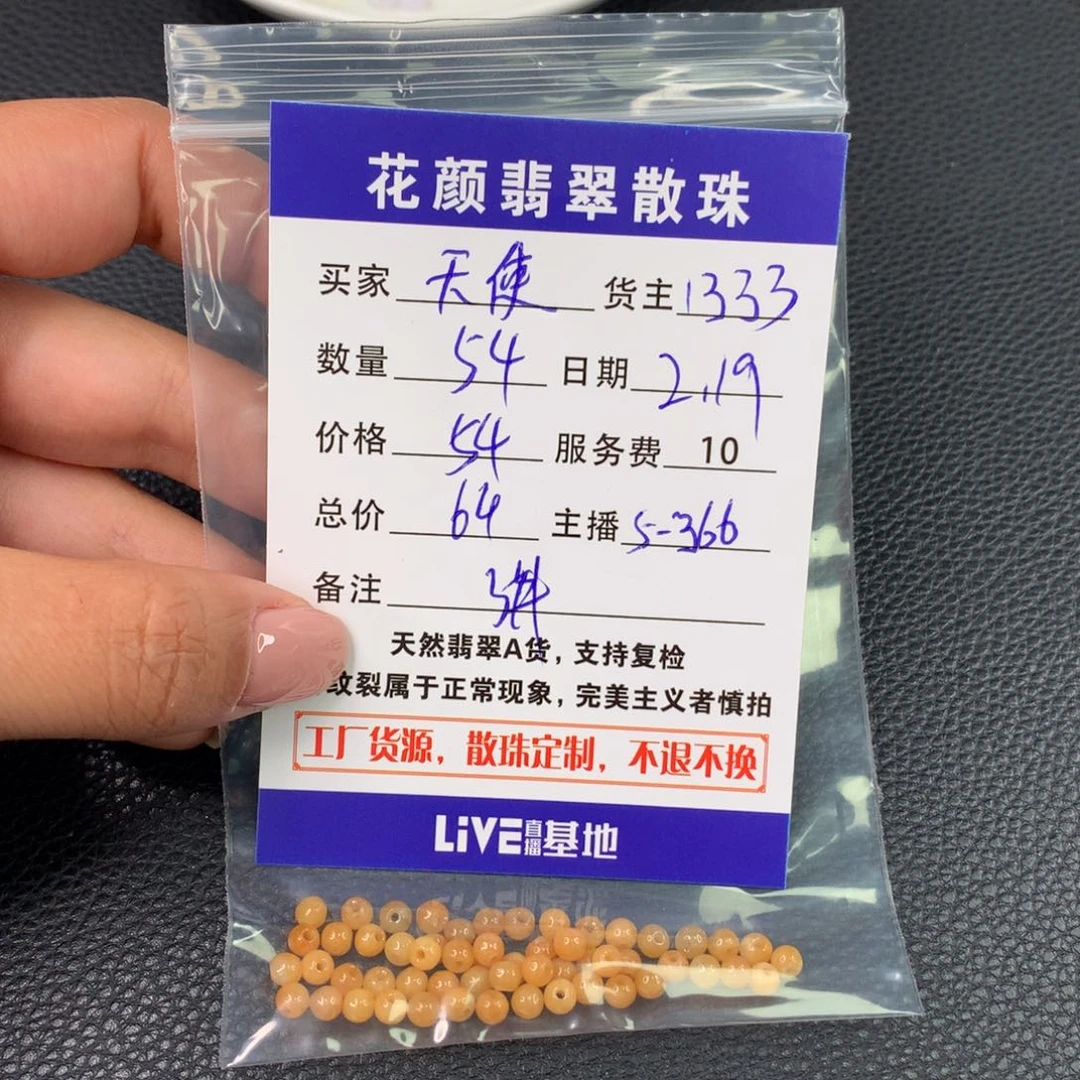 花颜翡翠散珠
买家 天使 货主 1333
数量 54 日期 2.19
价格 54 服务费 10
总价 64 主播 5-366
备注
天然翡翠A货，支持复检
纹裂属于正常现象，完美主义者慎拍
工厂货源，散珠定制，不退不换
LiVE直播基地